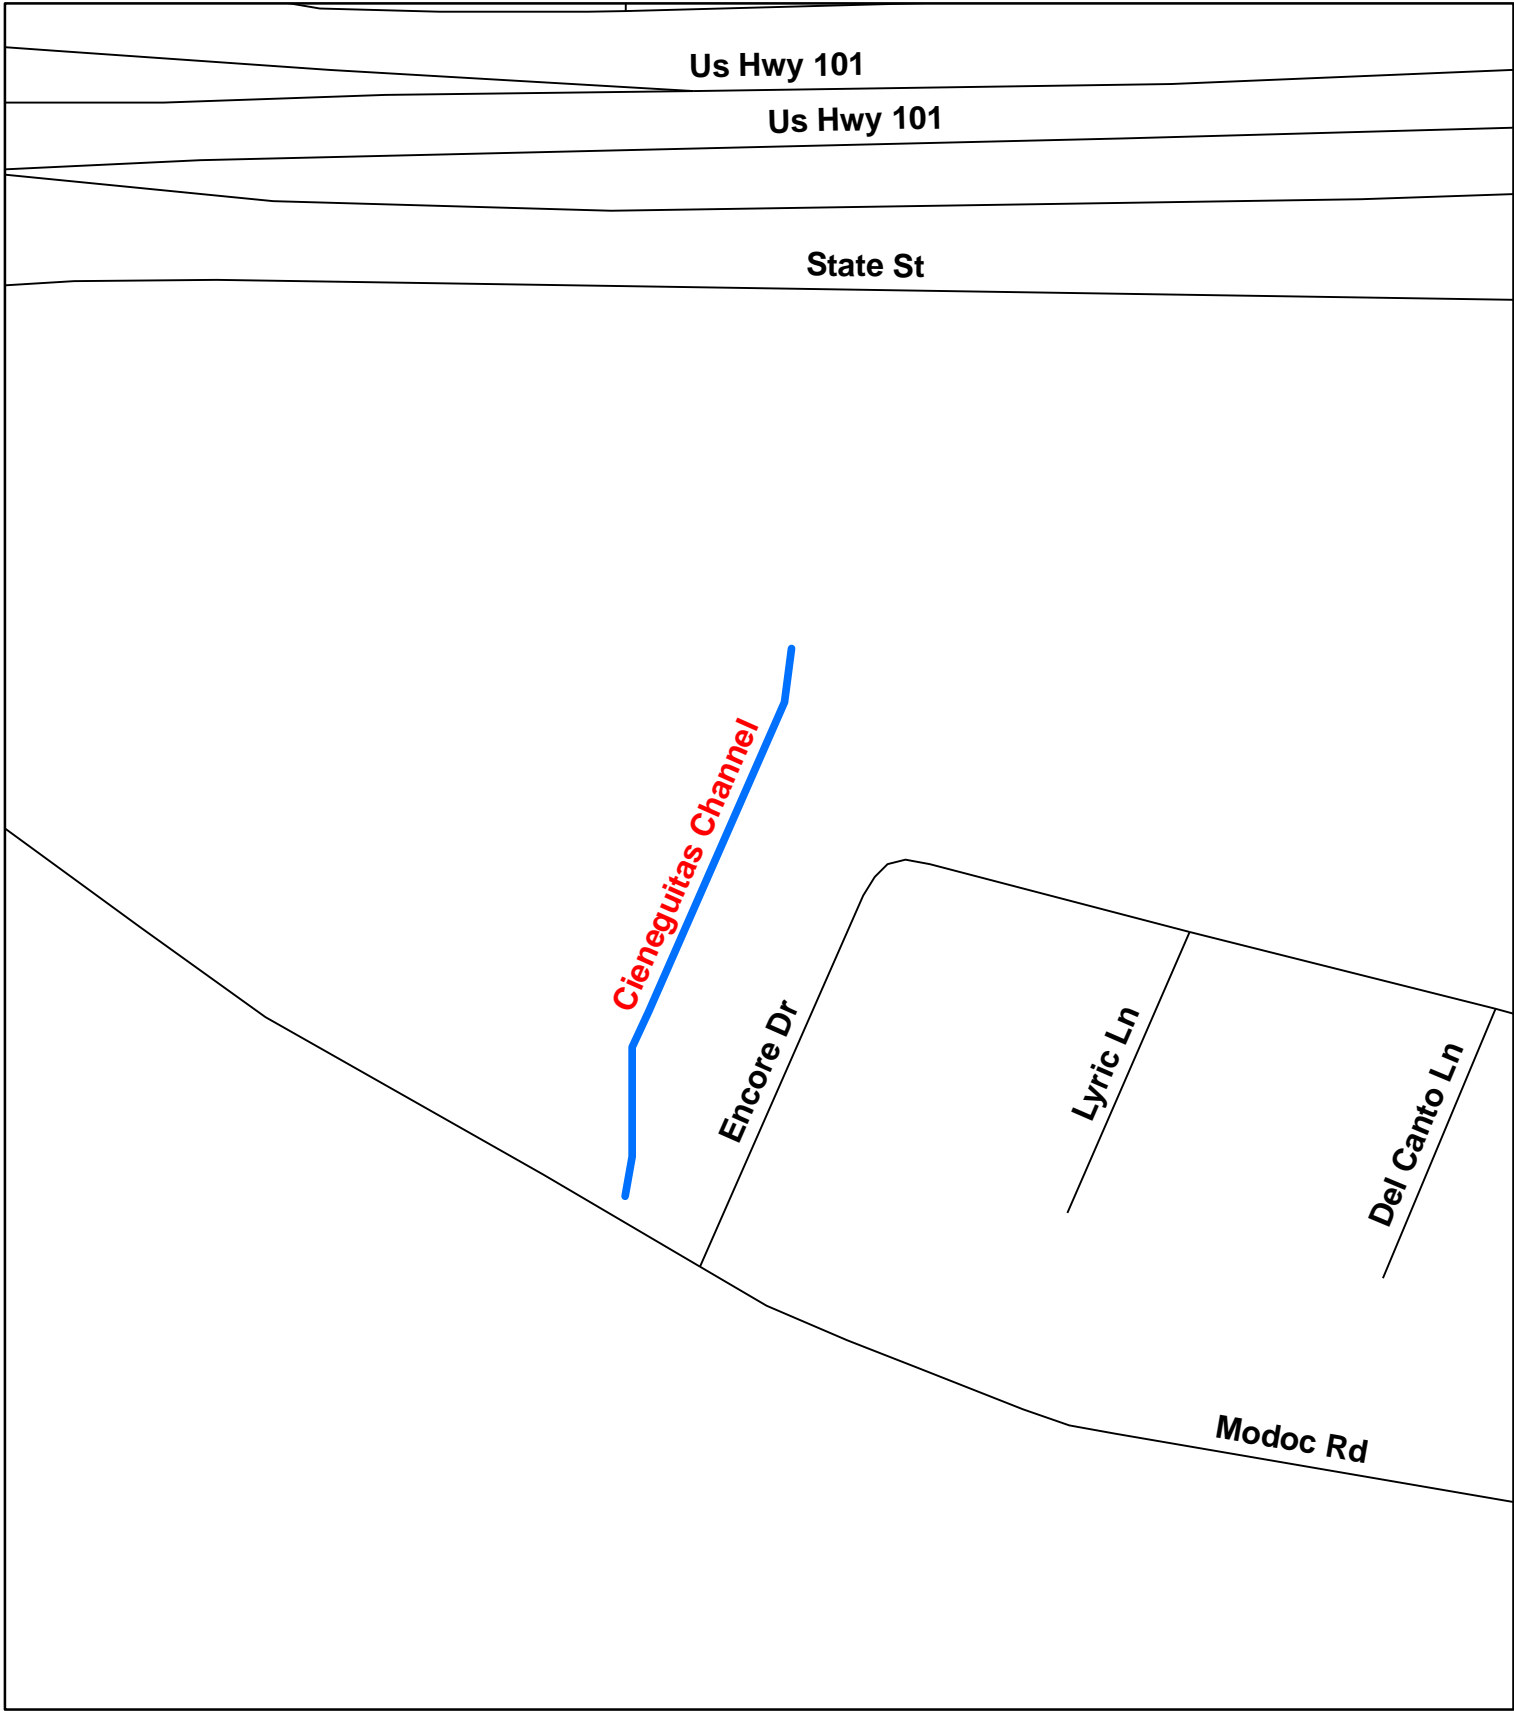 Us Hwy 101
Us Hwy 101
State St
Cieneguitas Channel
Encore Dr
Lyric Ln
Del Canto Ln
Modoc Rd